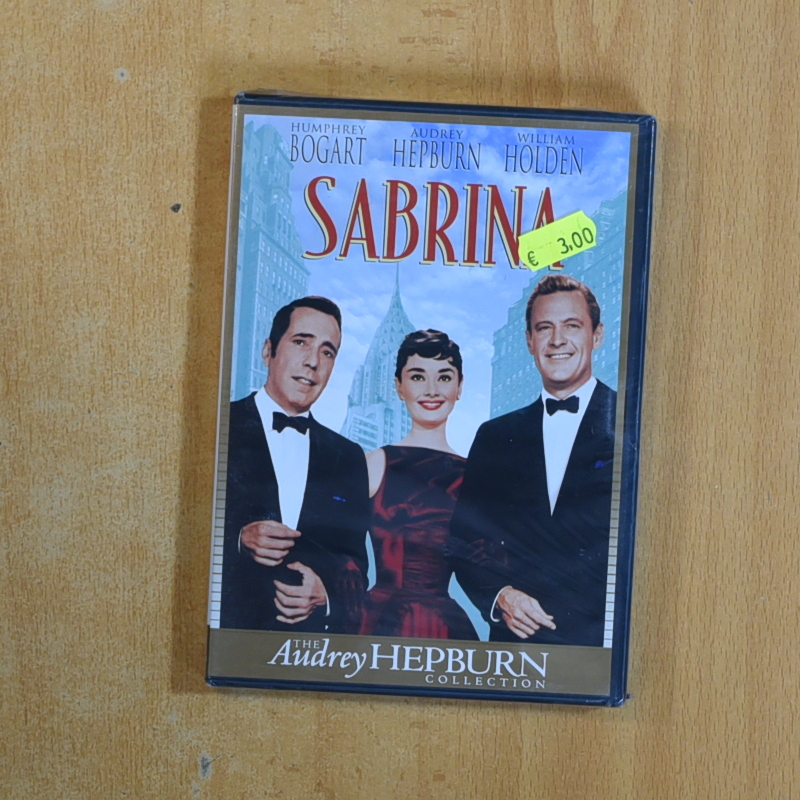 HUMPHREY AUDREY WILLIAM
BOGART HEPBURN HOLDEN
SABRINA
€ 3,00
THE
Audrey HEPBURN
COLLECTION